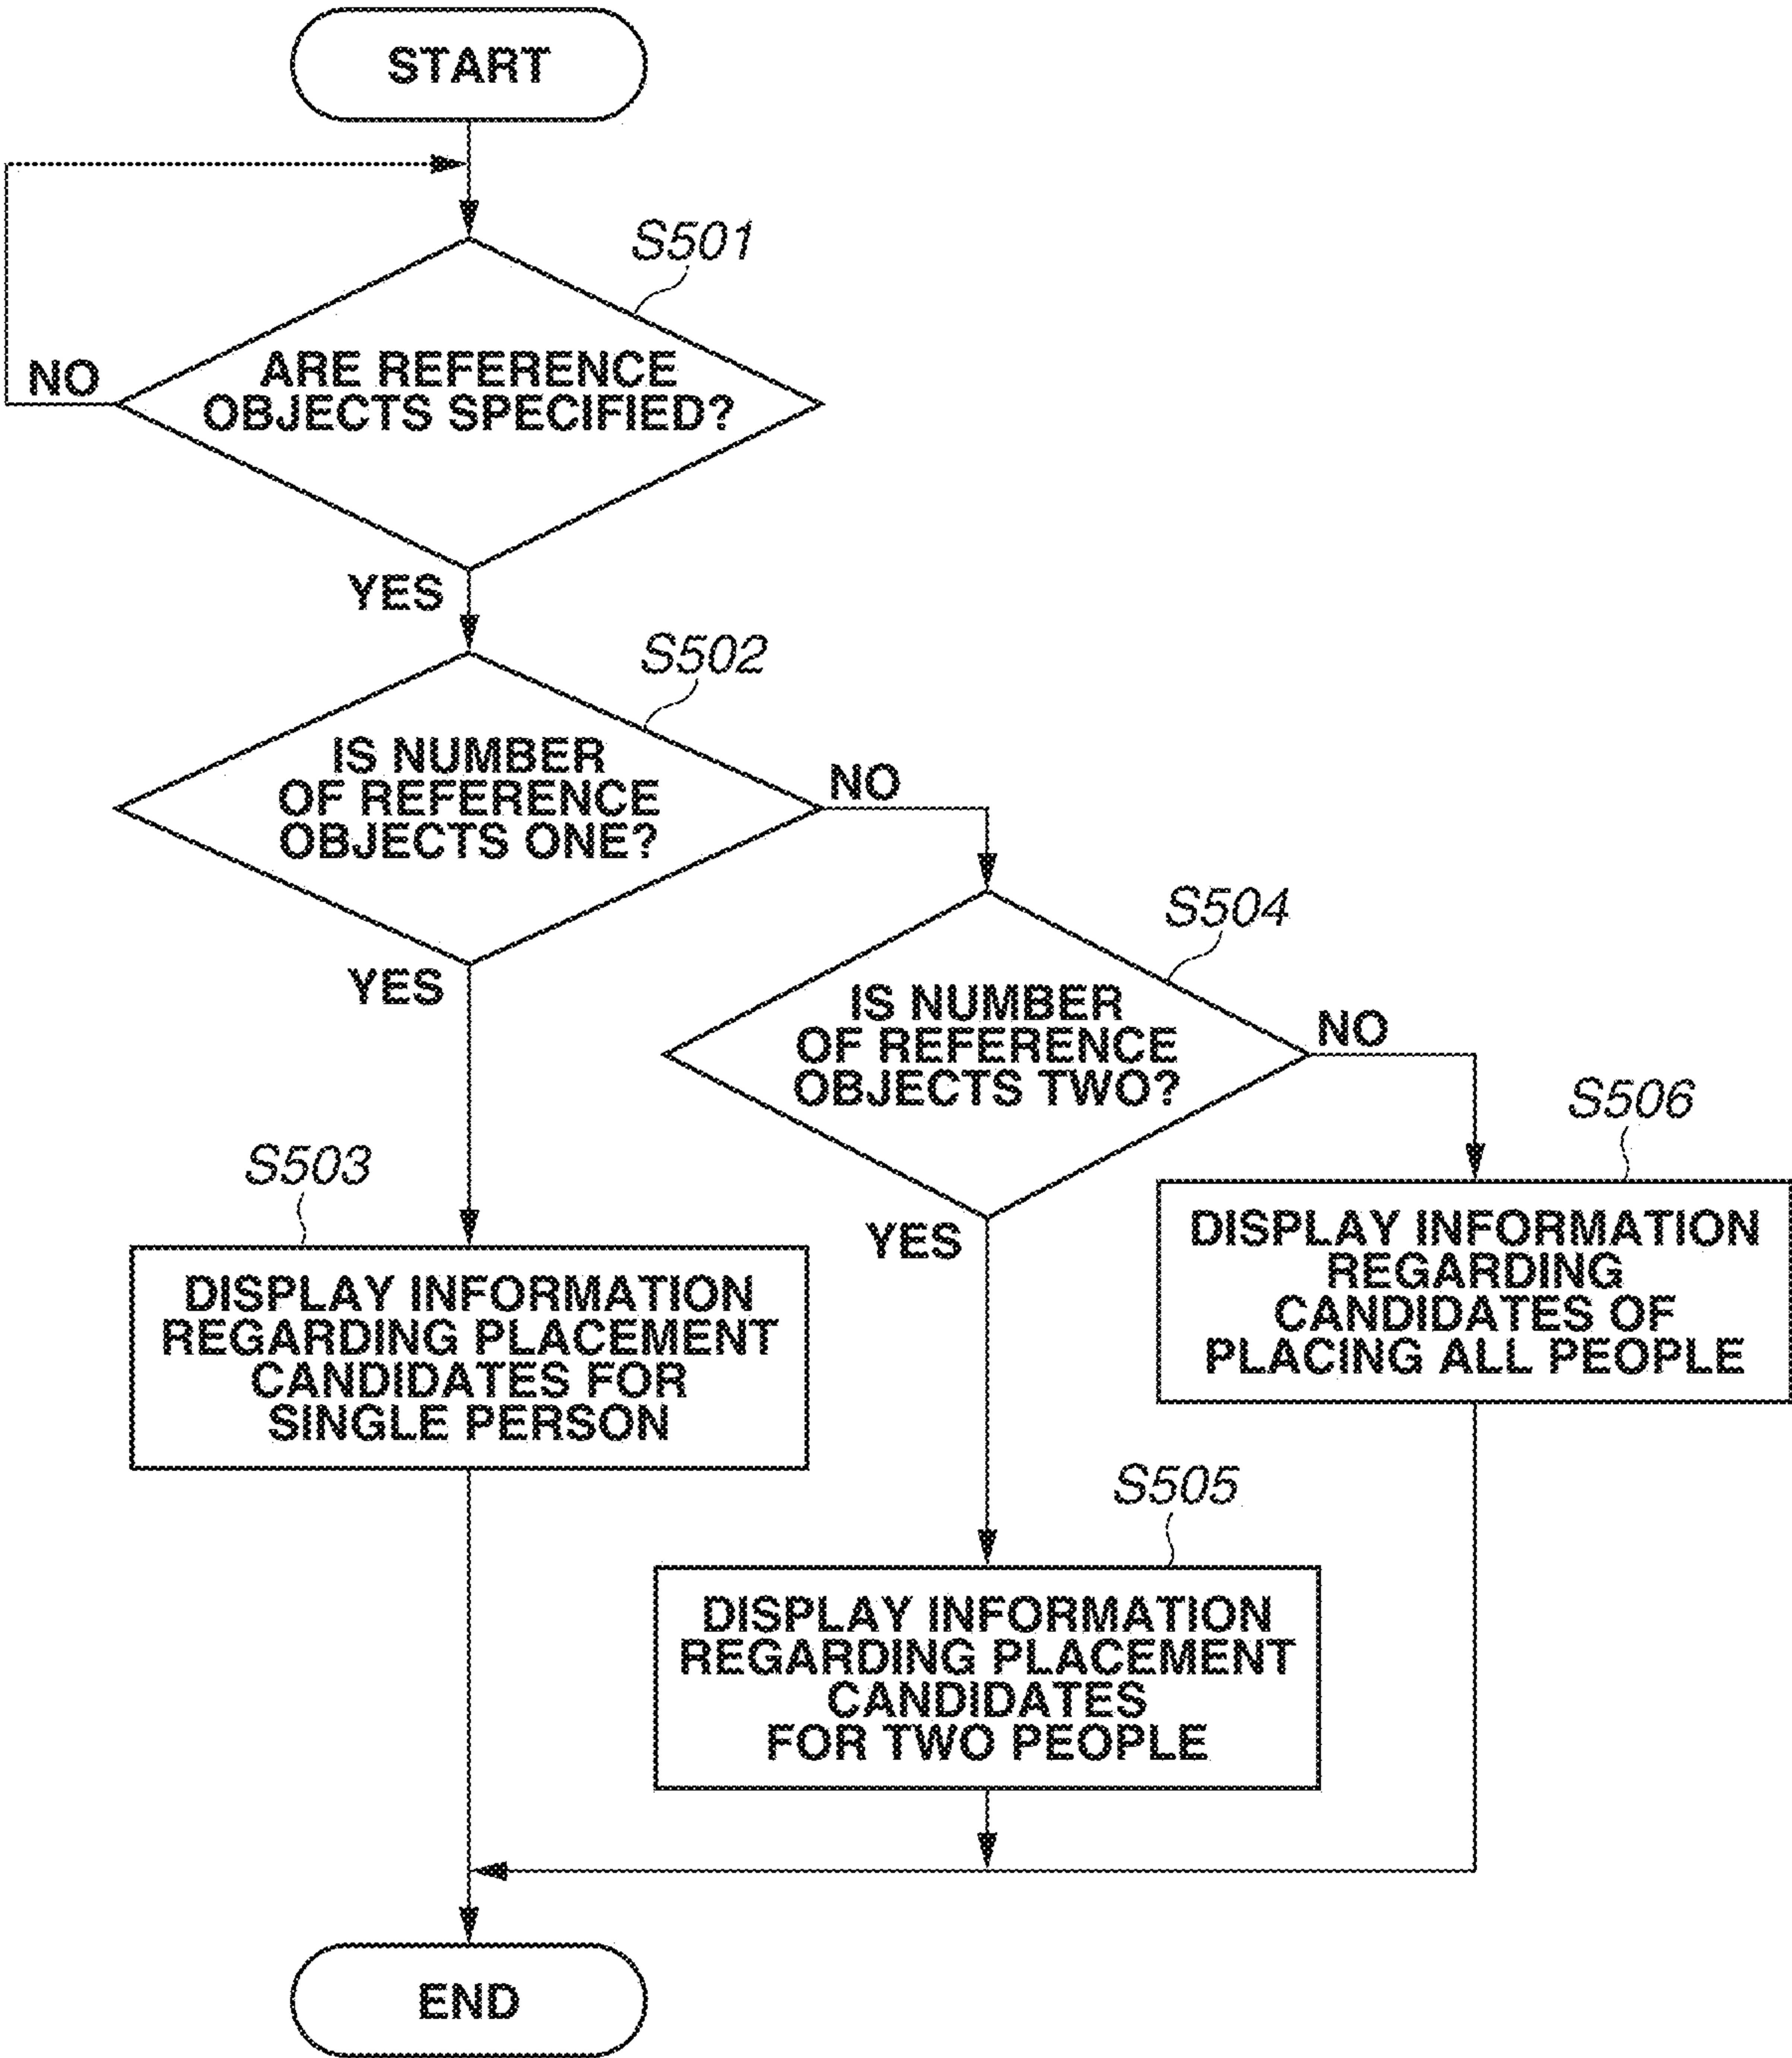 START
S501
ARE REFERENCE
OBJECTS SPECIFIED?
NO
YES
S502
IS NUMBER
OF REFERENCE
OBJECTS ONE?
NO
YES
S504
IS NUMBER
OF REFERENCE
OBJECTS TWO?
NO
YES
S506
DISPLAY INFORMATION
REGARDING
CANDIDATES OF
PLACING ALL PEOPLE
S503
DISPLAY INFORMATION
REGARDING PLACEMENT
CANDIDATES FOR
SINGLE PERSON
S505
DISPLAY INFORMATION
REGARDING PLACEMENT
CANDIDATES
FOR TWO PEOPLE
END